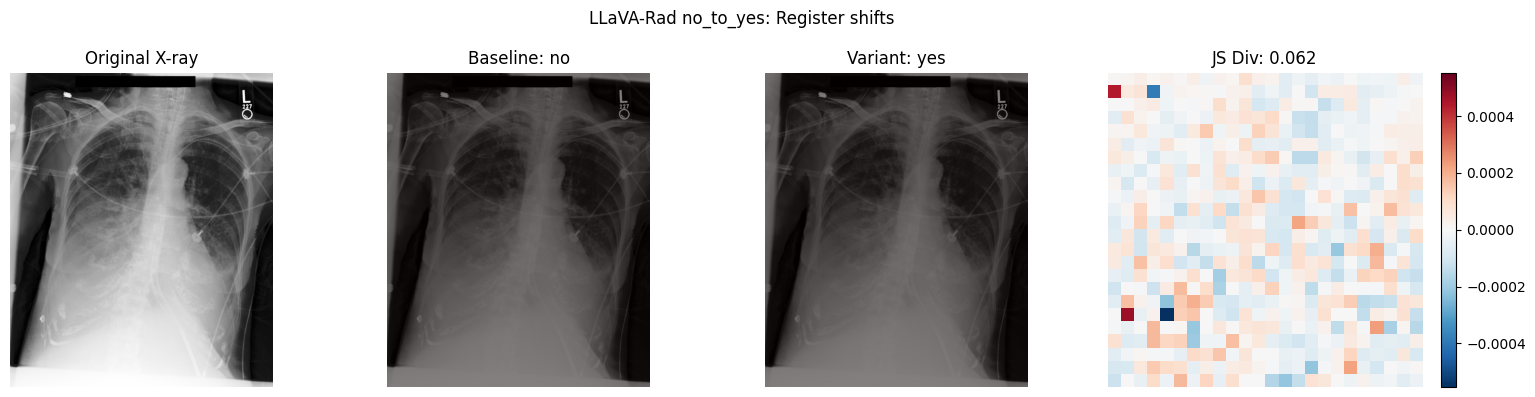 LLaVA-Rad no_to_yes: Register shifts
Original X-ray
Baseline: no
Variant: yes
JS Div: 0.062
L
0.0004
0.0002
0.0000
−0.0002
−0.0004